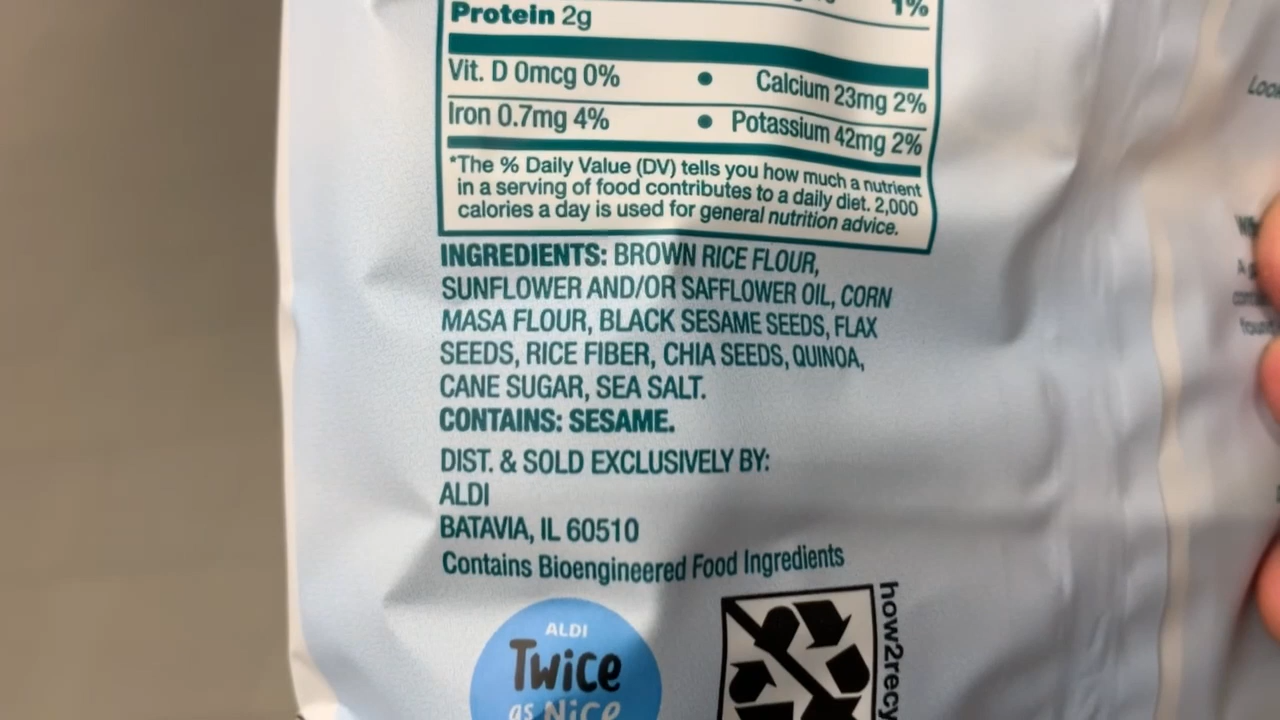 1%
Protein 2g
Vit. D 0mcg 0% • Calcium 23mg 2%
Iron 0.7mg 4% • Potassium 42mg 2%
*The % Daily Value (DV) tells you how much a nutrient
in a serving of food contributes to a daily diet. 2,000
calories a day is used for general nutrition advice.
INGREDIENTS: BROWN RICE FLOUR,
SUNFLOWER AND/OR SAFFLOWER OIL, CORN
MASA FLOUR, BLACK SESAME SEEDS, FLAX
SEEDS, RICE FIBER, CHIA SEEDS, QUINOA,
CANE SUGAR, SEA SALT.
CONTAINS: SESAME.
DIST. & SOLD EXCLUSIVELY BY:
ALDI
BATAVIA, IL 60510
Contains Bioengineered Food Ingredients
ALDI
Twice
as Nice
how2recy